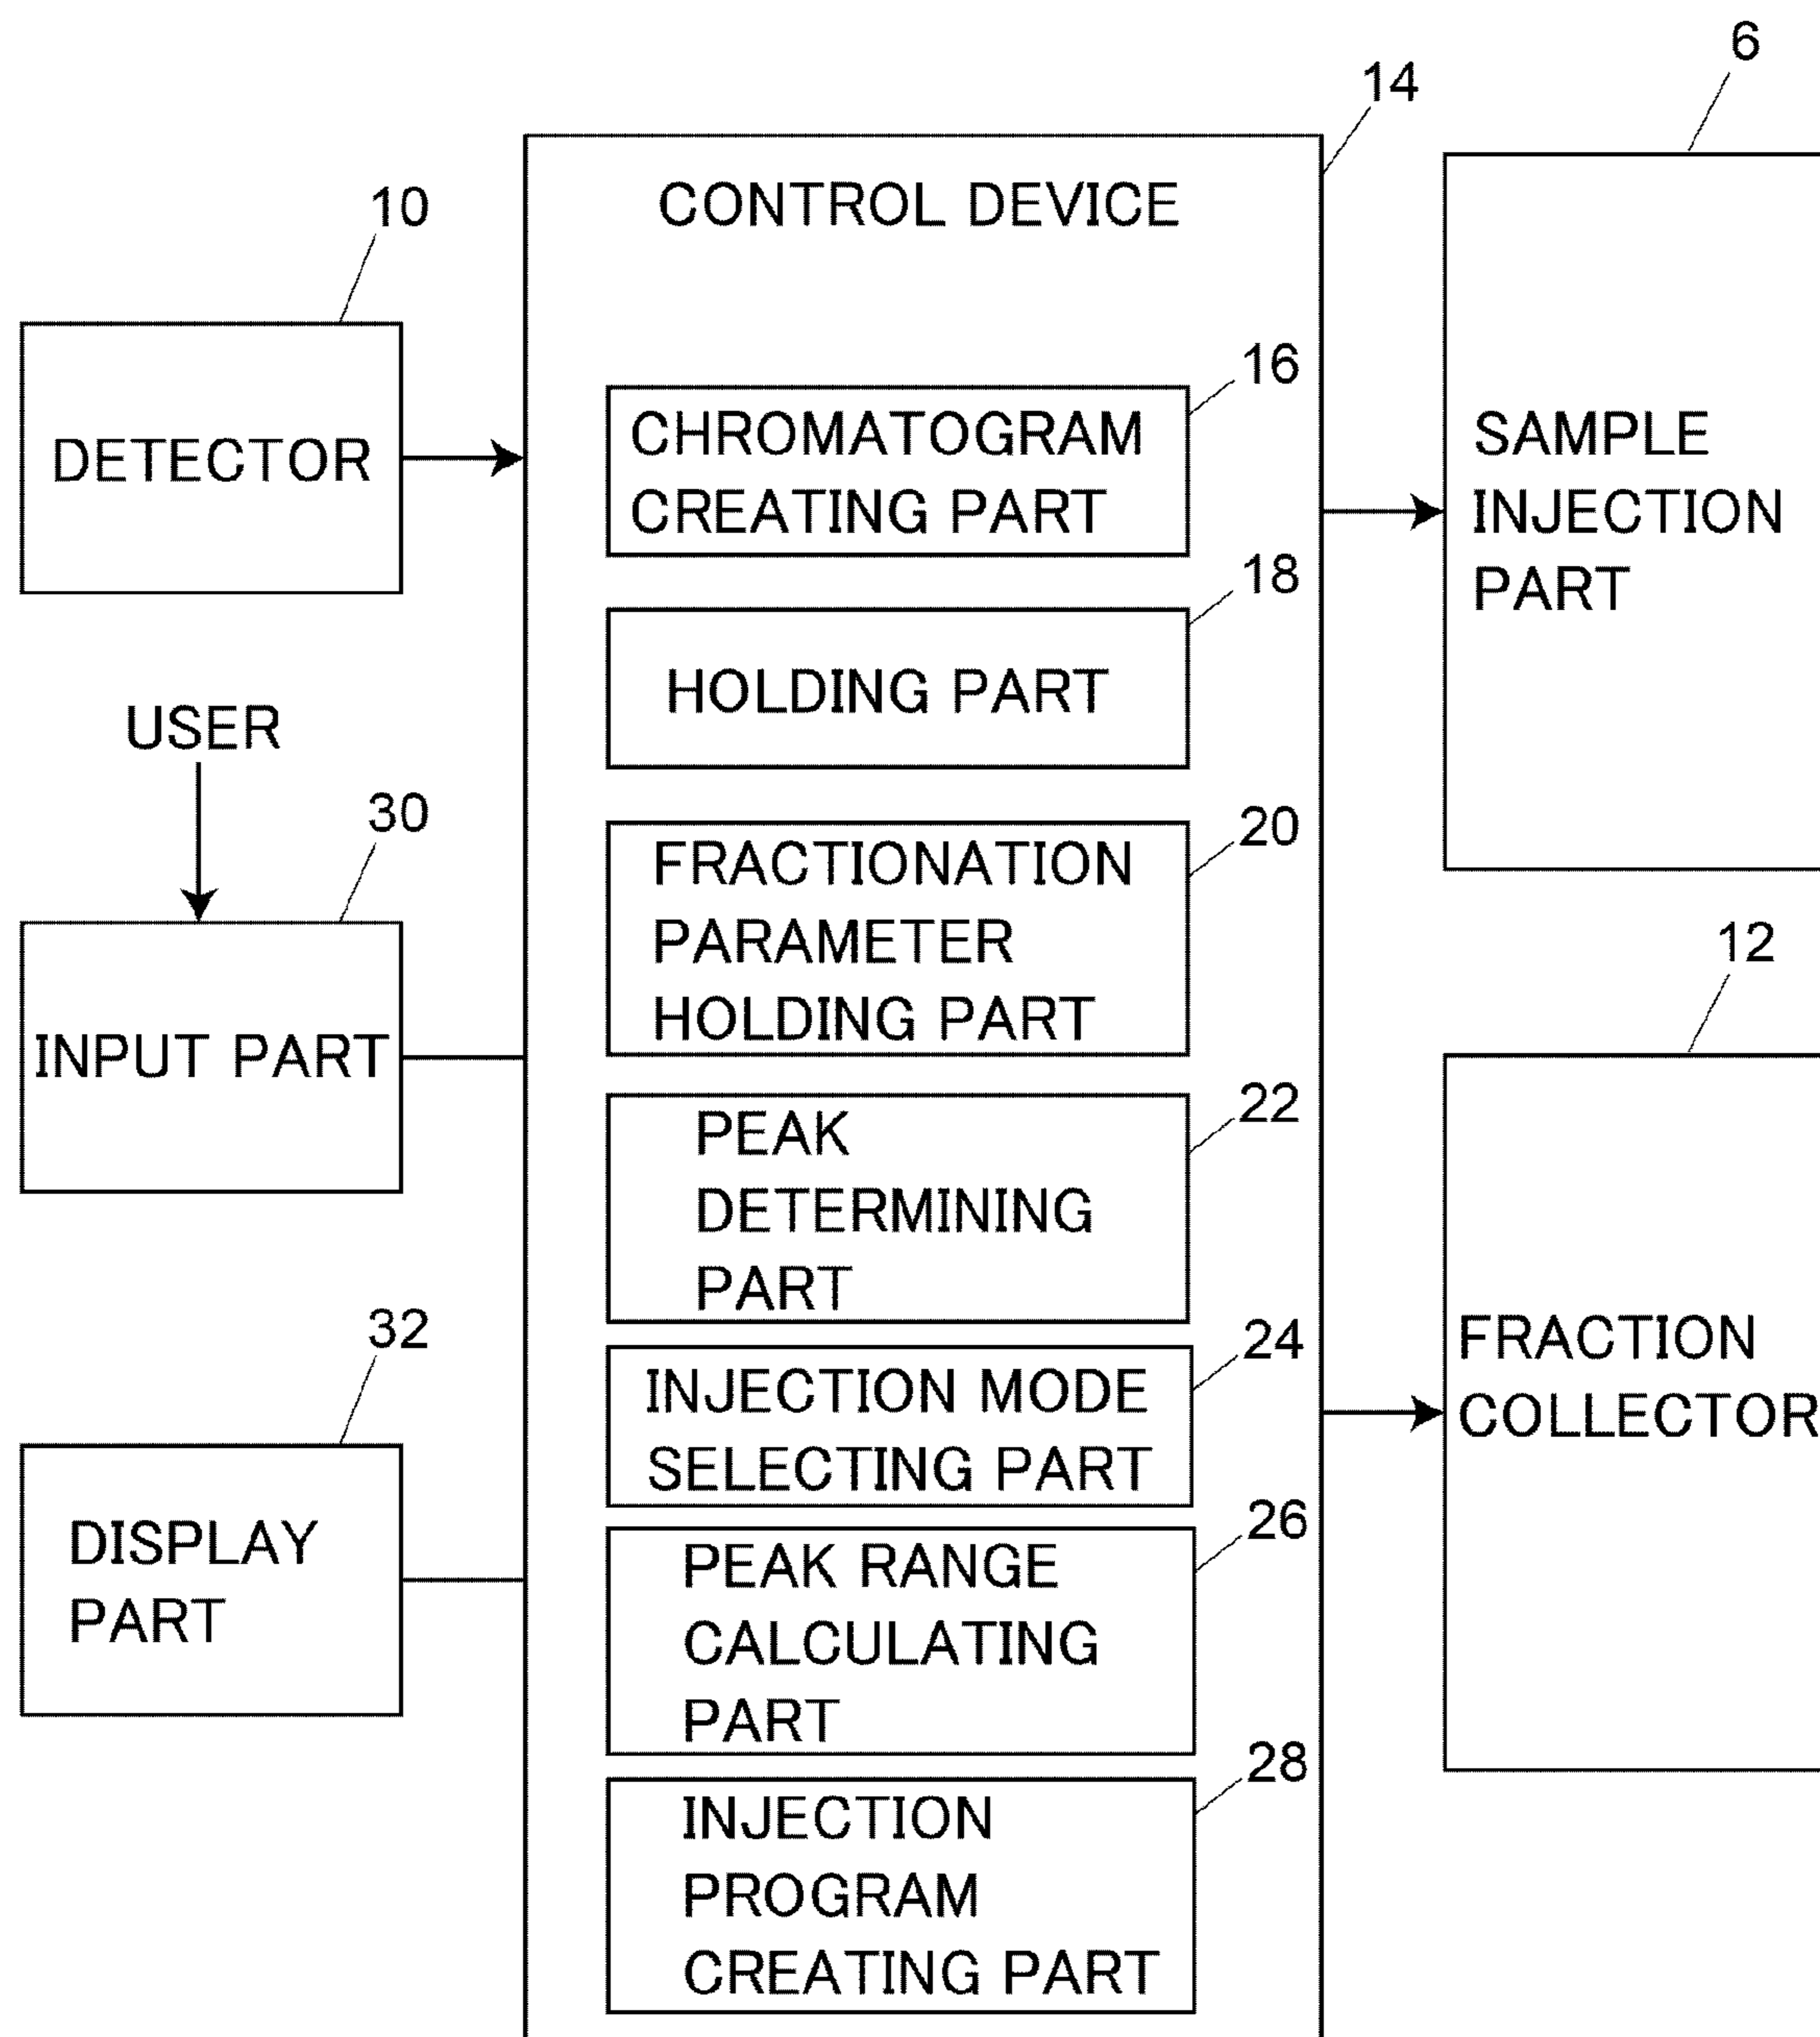 6
14
10
CONTROL DEVICE
DETECTOR
16
CHROMATOGRAM
CREATING PART
SAMPLE
INJECTION
PART
18
HOLDING PART
USER
30
INPUT PART
20
FRACTIONATION
PARAMETER
HOLDING PART
12
22
PEAK
DETERMINING
PART
32
DISPLAY
PART
24
INJECTION MODE
SELECTING PART
FRACTION
COLLECTOR
26
PEAK RANGE
CALCULATING
PART
28
INJECTION
PROGRAM
CREATING PART